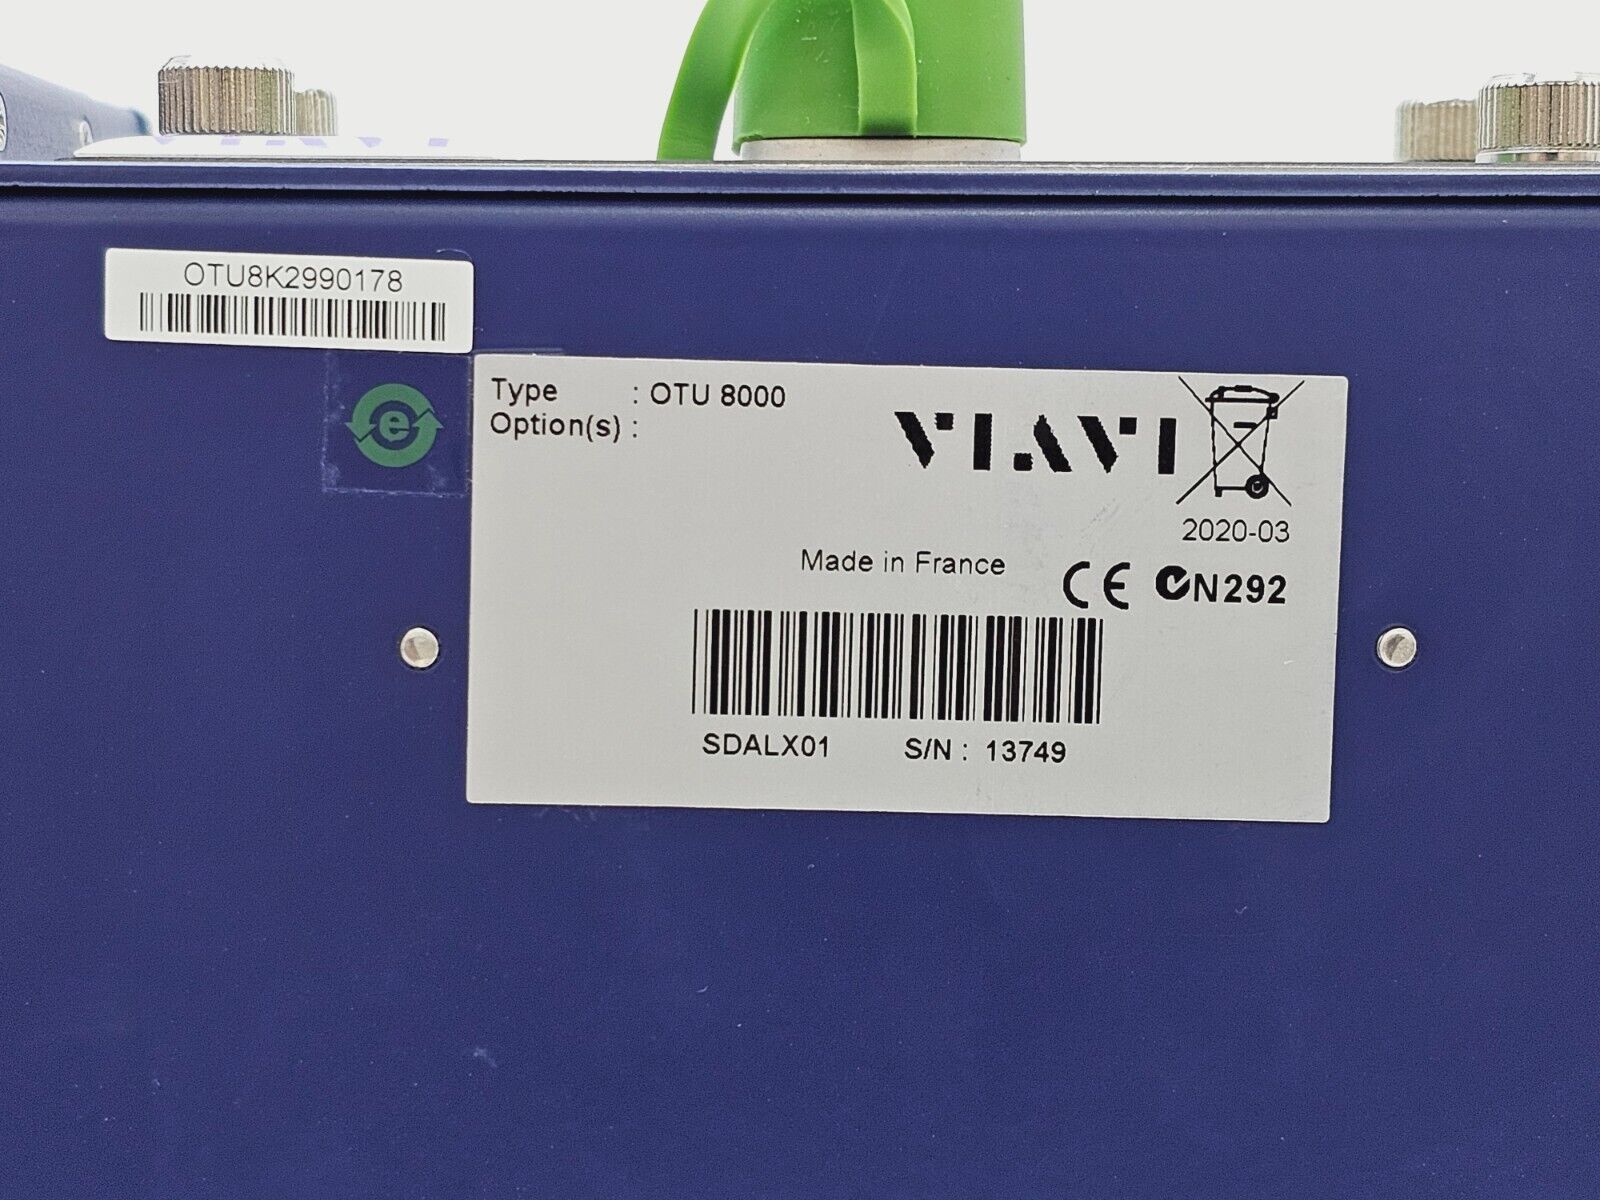 OTU8K2990178
e
Type : OTU 8000
Option(s) :
VIAVI
2020-03
Made in France
CE N292
SDALX01 S/N : 13749